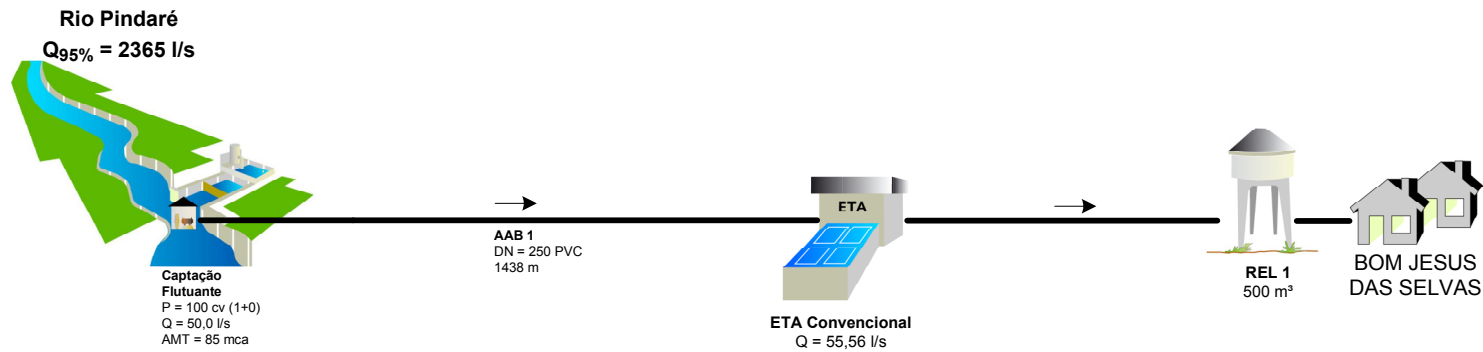 Rio Pindaré
Q95% = 2365 l/s
Captação
Flutuante
P = 100 cv (1+0)
Q = 50,0 l/s
AMT = 85 mca
AAB 1
DN = 250 PVC
1438 m
ETA
ETA Convencional
Q = 55,56 l/s
REL 1
500 m³
BOM JESUS
DAS SELVAS